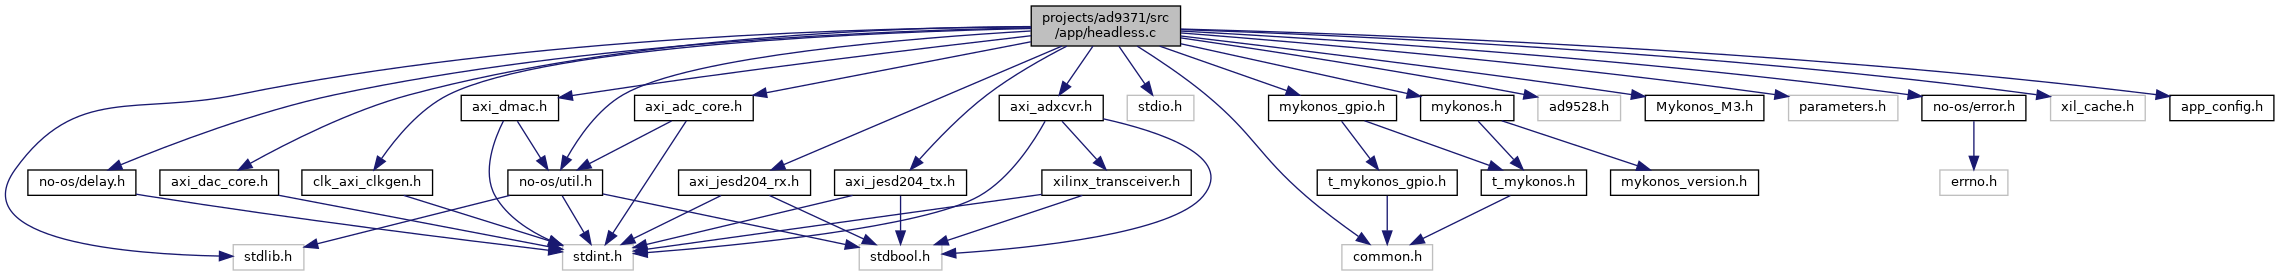 projects/ad9371/src
/app/headless.c
axi_dmac.h
axi_adc_core.h
axi_adxcvr.h
stdio.h
mykonos_gpio.h
mykonos.h
ad9528.h
Mykonos_M3.h
parameters.h
no-os/error.h
xil_cache.h
app_config.h
no-os/delay.h
axi_dac_core.h
clk_axi_clkgen.h
no-os/util.h
axi_jesd204_rx.h
axi_jesd204_tx.h
xilinx_transceiver.h
t_mykonos_gpio.h
t_mykonos.h
mykonos_version.h
errno.h
stdlib.h
stdint.h
stdbool.h
common.h